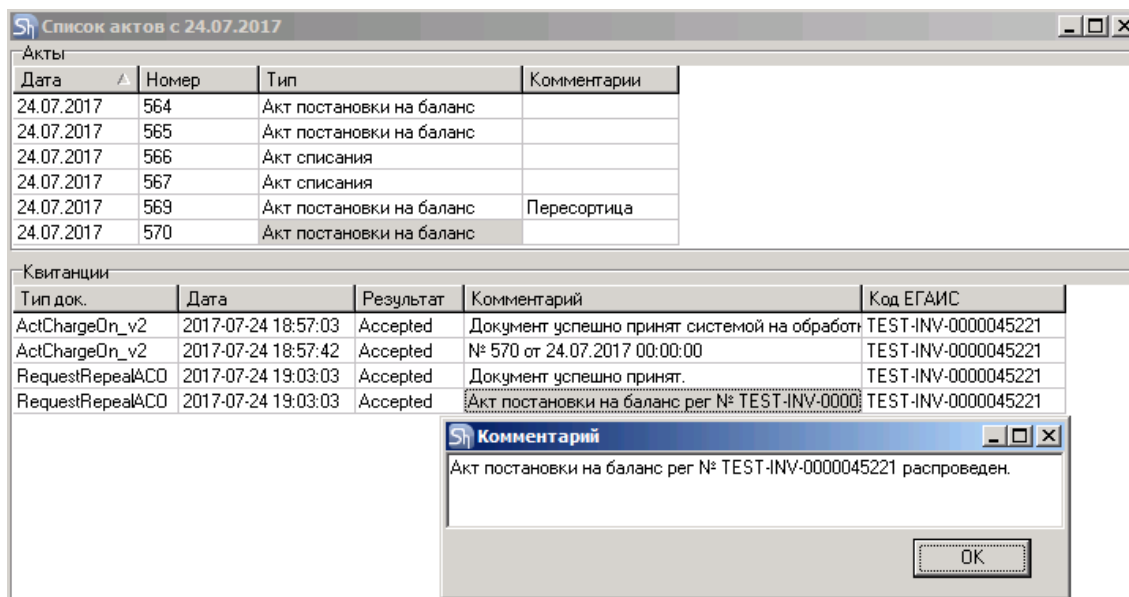 Sh Список актов с 24.07.2017
Акты
Дата Номер Тип Комментарии
24.07.2017 564 Акт постановки на баланс
24.07.2017 565 Акт постановки на баланс
24.07.2017 566 Акт списания
24.07.2017 567 Акт списания
24.07.2017 569 Акт постановки на баланс Пересортица
24.07.2017 570 Акт постановки на баланс
Квитанции
Тип док. Дата Результат Комментарий Код ЕГАИС
ActChargeOn_v2 2017-07-24 18:57:03 Accepted Документ успешно принят системой на обработк TEST-INV-0000045221
ActChargeOn_v2 2017-07-24 18:57:42 Accepted № 570 от 24.07.2017 00:00:00 TEST-INV-0000045221
RequestRepealACO 2017-07-24 19:03:03 Accepted Документ успешно принят. TEST-INV-0000045221
RequestRepealACO 2017-07-24 19:03:03 Accepted Акт постановки на баланс рег № TEST-INV-0000 TEST-INV-0000045221
Sh Комментарий
Акт постановки на баланс рег № TEST-INV-0000045221 распроведен.
OK